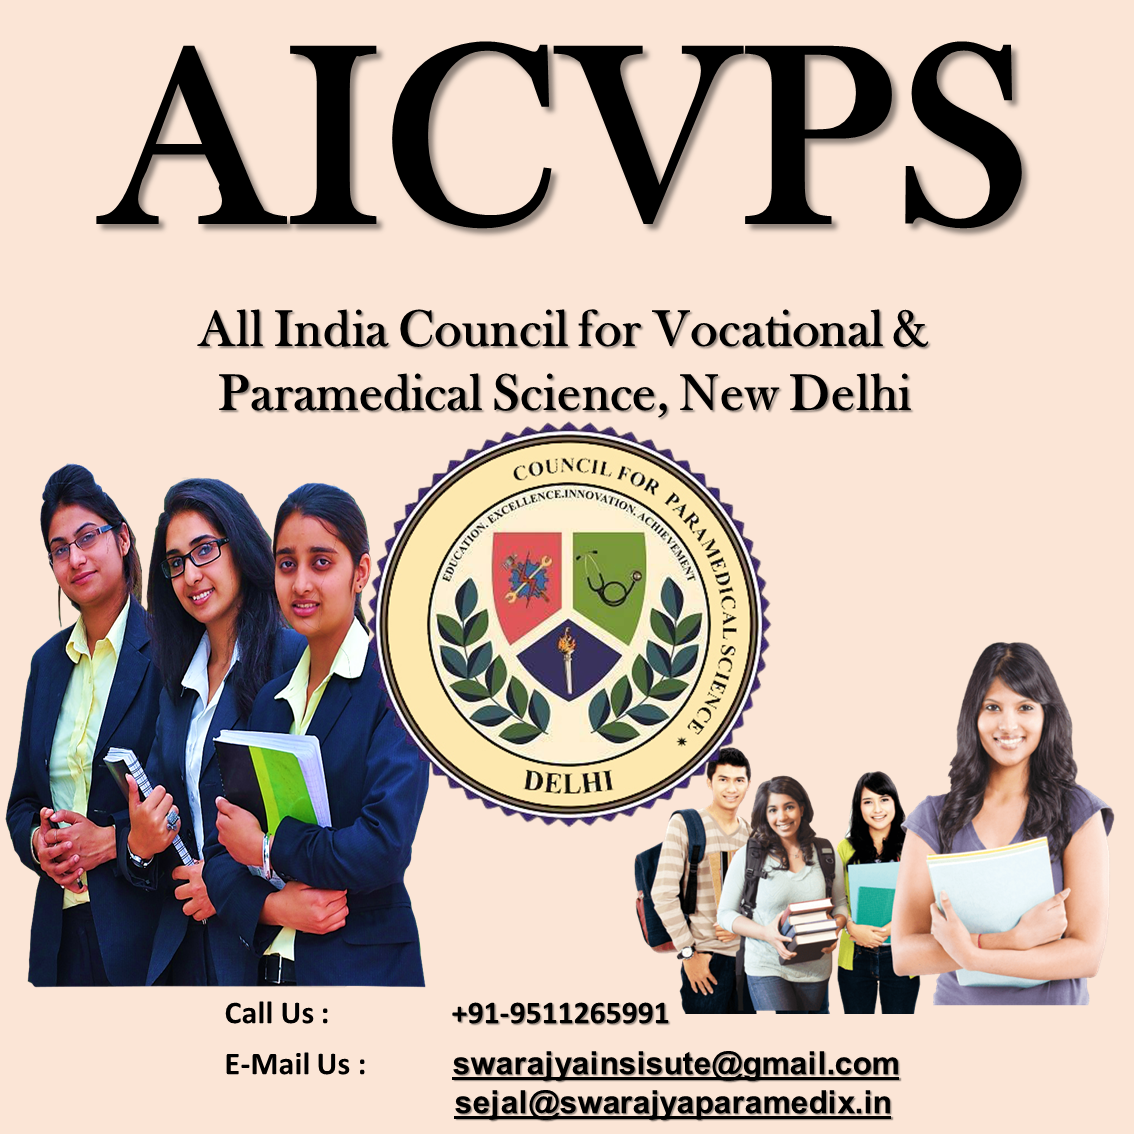 AICVPS
All India Council for Vocational &
Paramedical Science, New Delhi
COUNCIL FOR PARAMEDICAL SCIENCE
EDUCATION. EXCELLENCE.INNOVATION. ACHIEVEMENT
DELHI
Call Us : +91-9511265991
E-Mail Us : swarajyainsisute@gmail.com
sejal@swarajyaparamedix.in